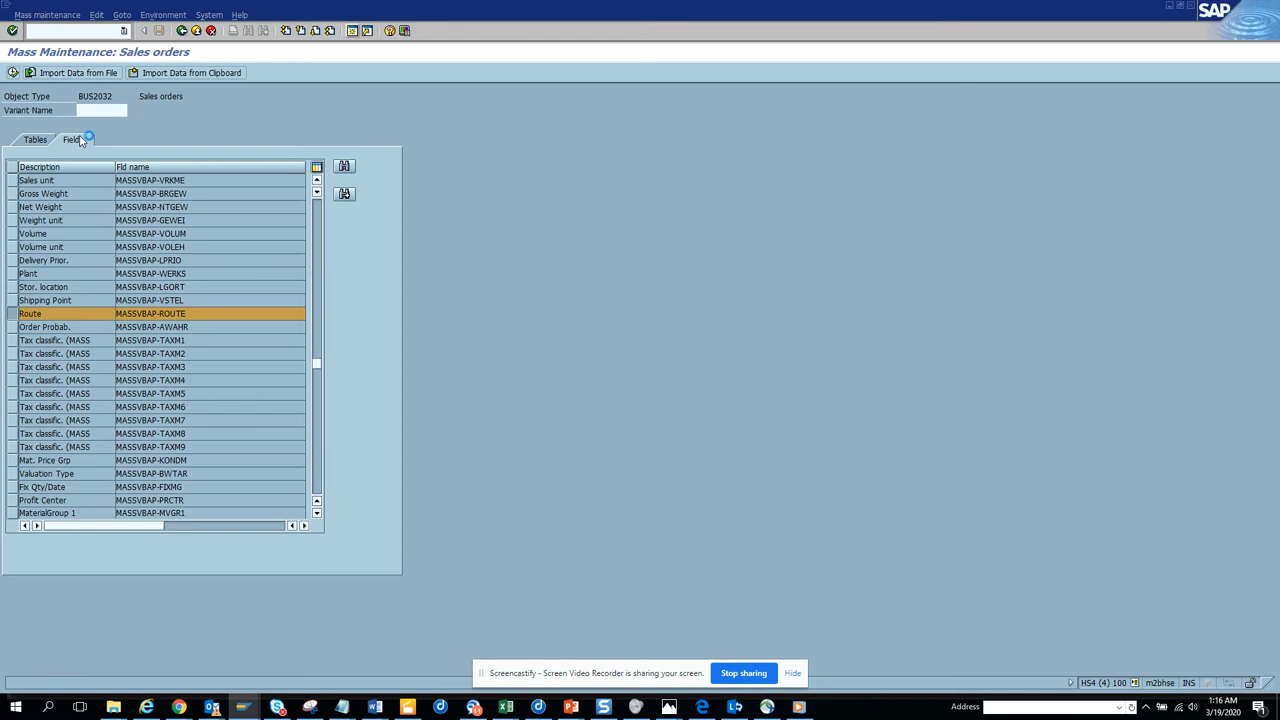 Mass maintenance Edit Goto Environment System Help
SAP
Mass Maintenance: Sales orders
Import Data from File Import Data from Clipboard
Object Type BUS2032 Sales orders
Variant Name
Tables Field
Description Fld name
Sales unit MASSVBAP-VRKME
Gross Weight MASSVBAP-BRGEW
Net Weight MASSVBAP-NTGEW
Weight unit MASSVBAP-GEWEI
Volume MASSVBAP-VOLUM
Volume unit MASSVBAP-VOLEH
Delivery Prior. MASSVBAP-LPRIO
Plant MASSVBAP-WERKS
Stor. location MASSVBAP-LGORT
Shipping Point MASSVBAP-VSTEL
Route MASSVBAP-ROUTE
Order Probab. MASSVBAP-AWAHR
Tax classific. (MASS MASSVBAP-TAXM1
Tax classific. (MASS MASSVBAP-TAXM2
Tax classific. (MASS MASSVBAP-TAXM3
Tax classific. (MASS MASSVBAP-TAXM4
Tax classific. (MASS MASSVBAP-TAXM5
Tax classific. (MASS MASSVBAP-TAXM6
Tax classific. (MASS MASSVBAP-TAXM7
Tax classific. (MASS MASSVBAP-TAXM8
Tax classific. (MASS MASSVBAP-TAXM9
Mat. Price Grp MASSVBAP-KONDM
Valuation Type MASSVBAP-BWTAR
Fix Qty/Date MASSVBAP-FIXMG
Profit Center MASSVBAP-PRCTR
MaterialGroup 1 MASSVBAP-MVGR1
Screencastify - Screen Video Recorder is sharing your screen. Stop sharing Hide
HS4 (4) 100 m2bhse INS
Address
1:16 AM
3/19/2020